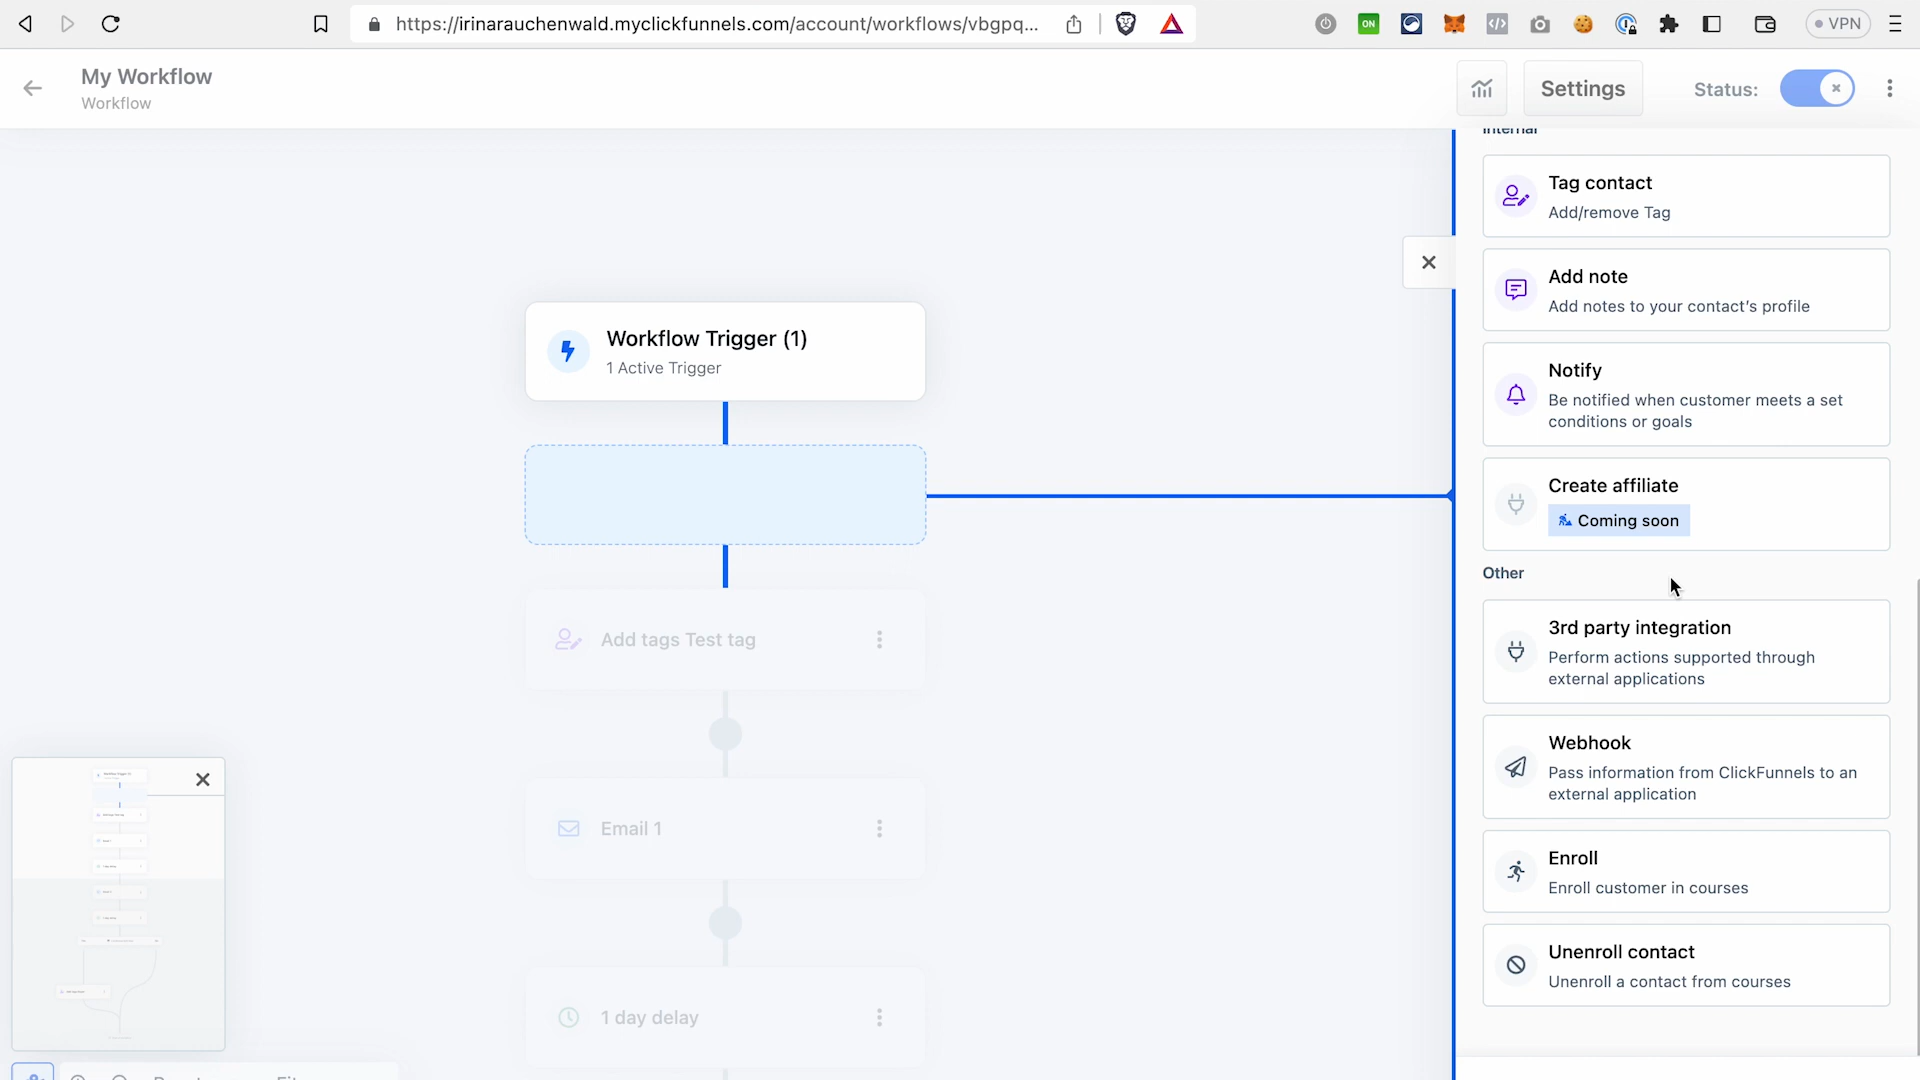 https://irinarauchenwald.myclickfunnels.com/account/workflows/vbgpq...
ON
VPN
My Workflow
Workflow
Settings
Status:
Internal
Tag contact
Add/remove Tag
Add note
Add notes to your contact's profile
Notify
Be notified when customer meets a set
conditions or goals
Create affiliate
Coming soon
Other
3rd party integration
Perform actions supported through
external applications
Webhook
Pass information from ClickFunnels to an
external application
Enroll
Enroll customer in courses
Unenroll contact
Unenroll a contact from courses
Workflow Trigger (1)
1 Active Trigger
Add tags Test tag
Email 1
1 day delay